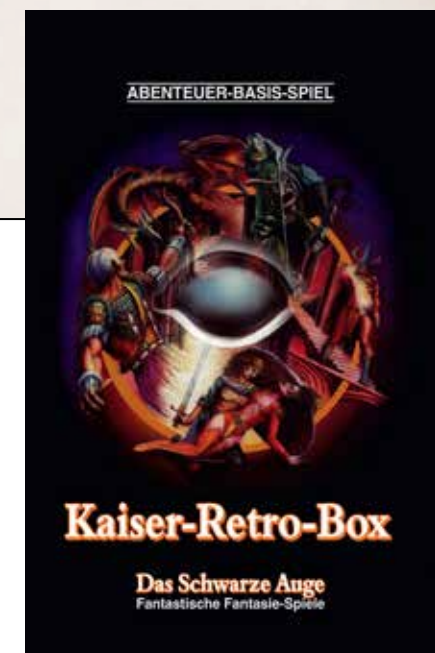 ABENTEUER-BASIS-SPIEL
Kaiser-Retro-Box
Das Schwarze Auge
Fantastische Fantasie-Spiele